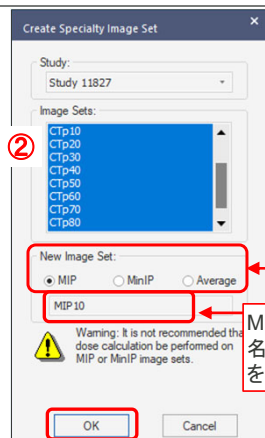 Create Specialty Image Set
×
Study:
Study 11827
Image Sets:
②
CTp10
CTp20
CTp30
CTp40
CTp50
CTp60
CTp70
CTp80
New Image Set:
MIP MinIP Average
MIP10
Warning: It is not recommended tha
dose calculation be performed on
MIP or MinIP image sets.
M
名
を
OK Cancel